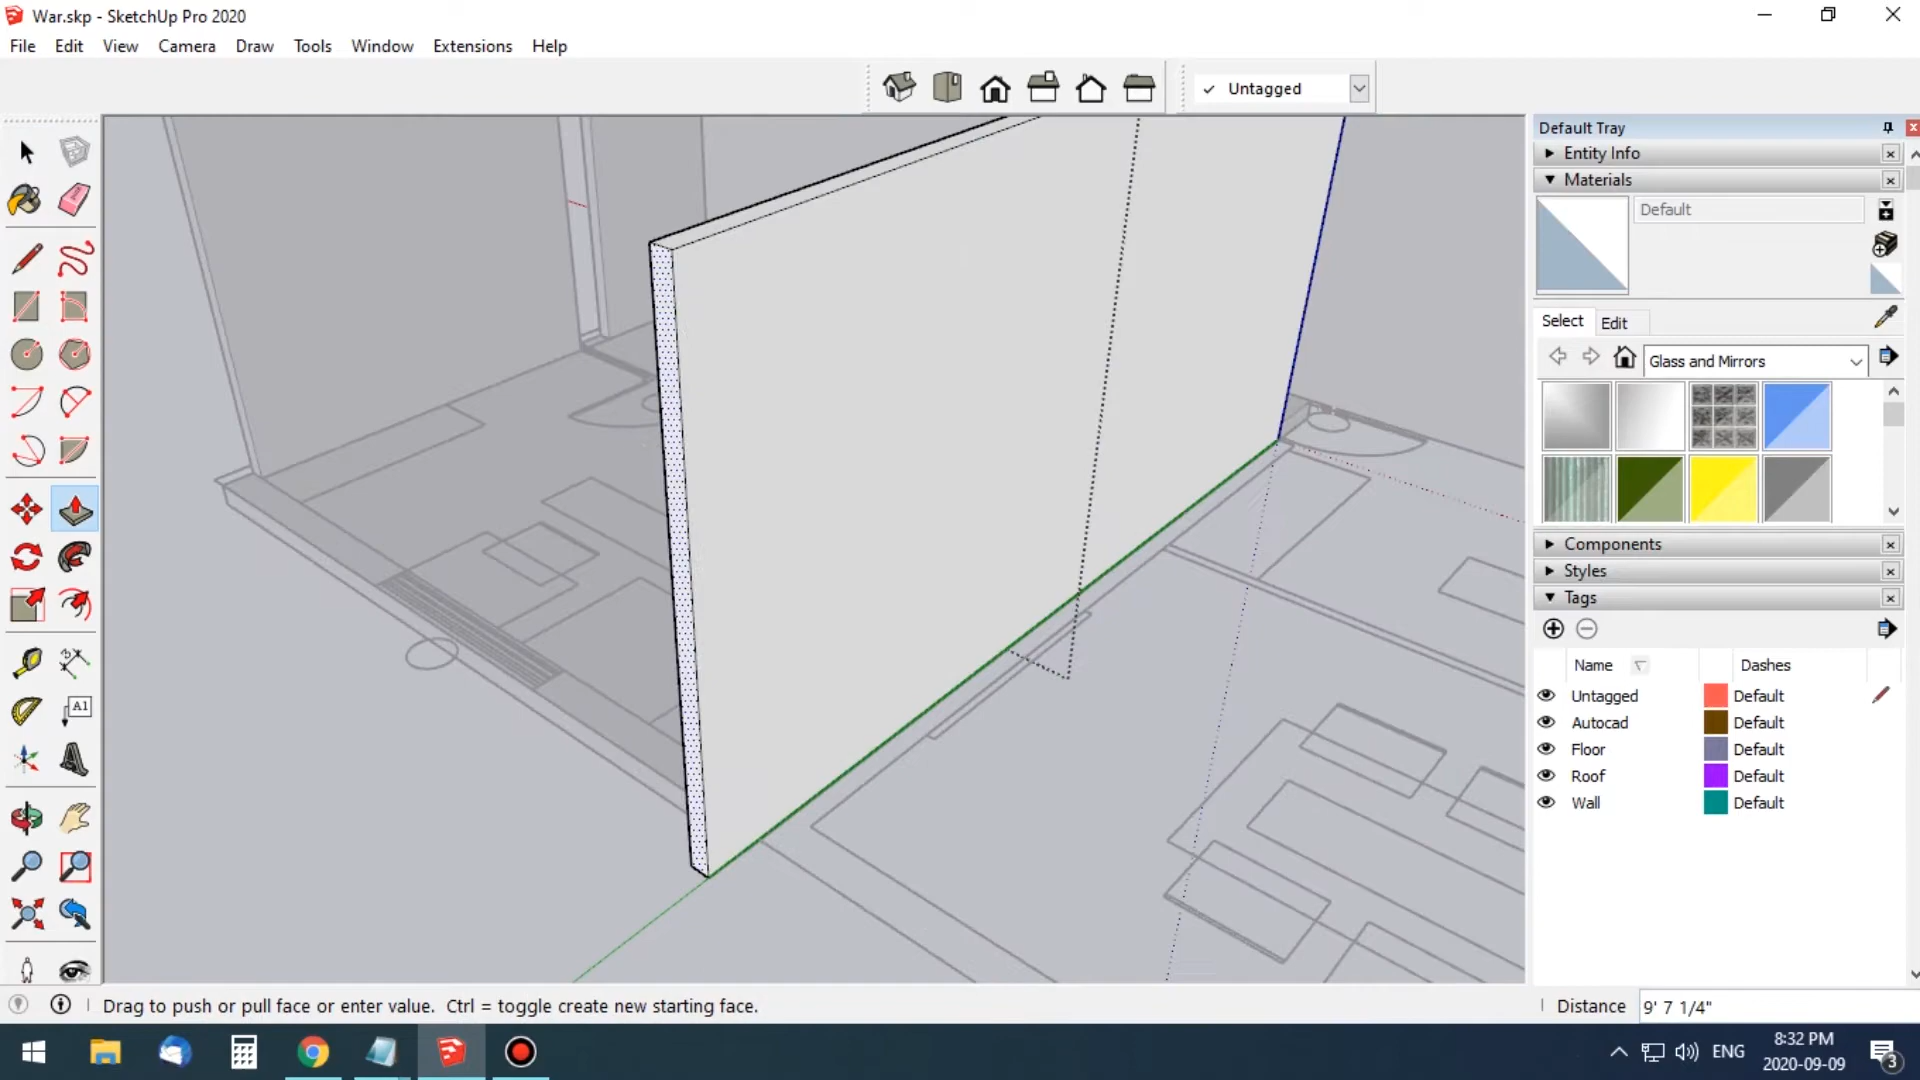 War.skp - SketchUp Pro 2020
File Edit View Camera Draw Tools Window Extensions Help
Untagged
Default Tray
Entity Info
Materials
Default
Select Edit
Glass and Mirrors
Components
Styles
Tags
Name Dashes
Untagged Default
Autocad Default
Floor Default
Roof Default
Wall Default
A1
Drag to push or pull face or enter value. Ctrl = toggle create new starting face.
Distance 9' 7 1/4"
ENG
8:32 PM
2020-09-09
3